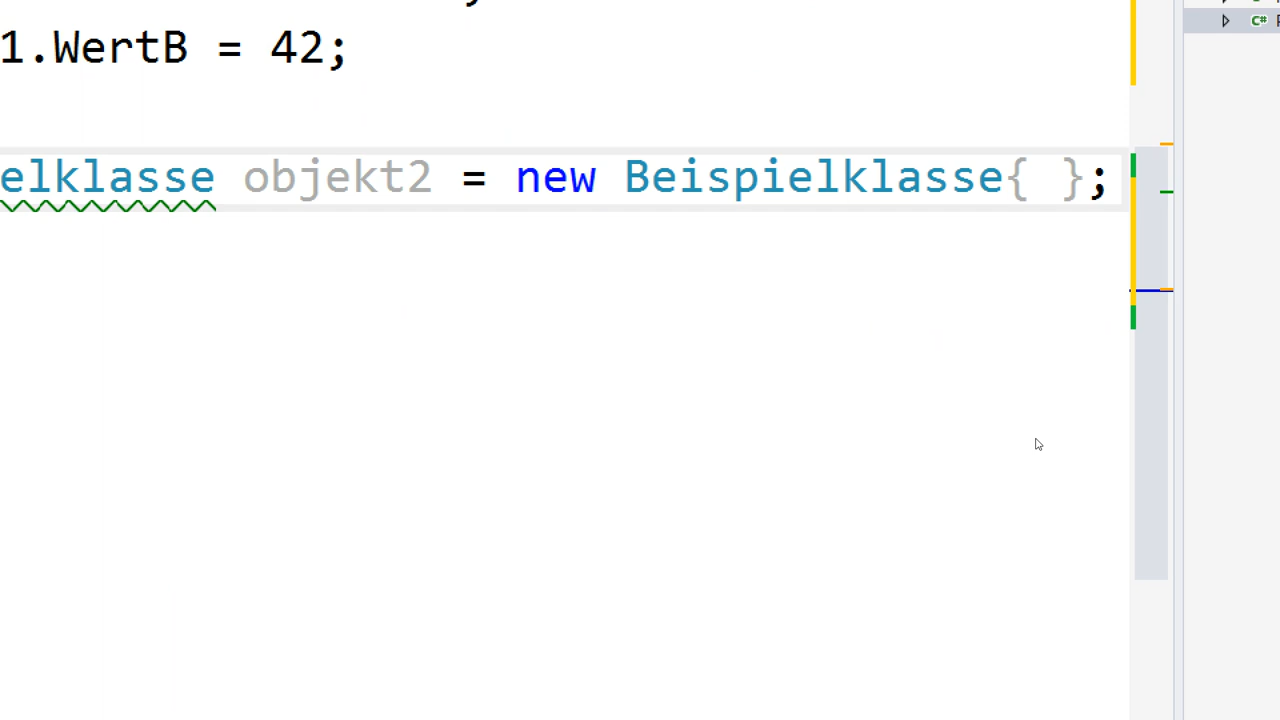 1.WertB = 42;
elklasse objekt2 = new Beispielklasse{ };
C#